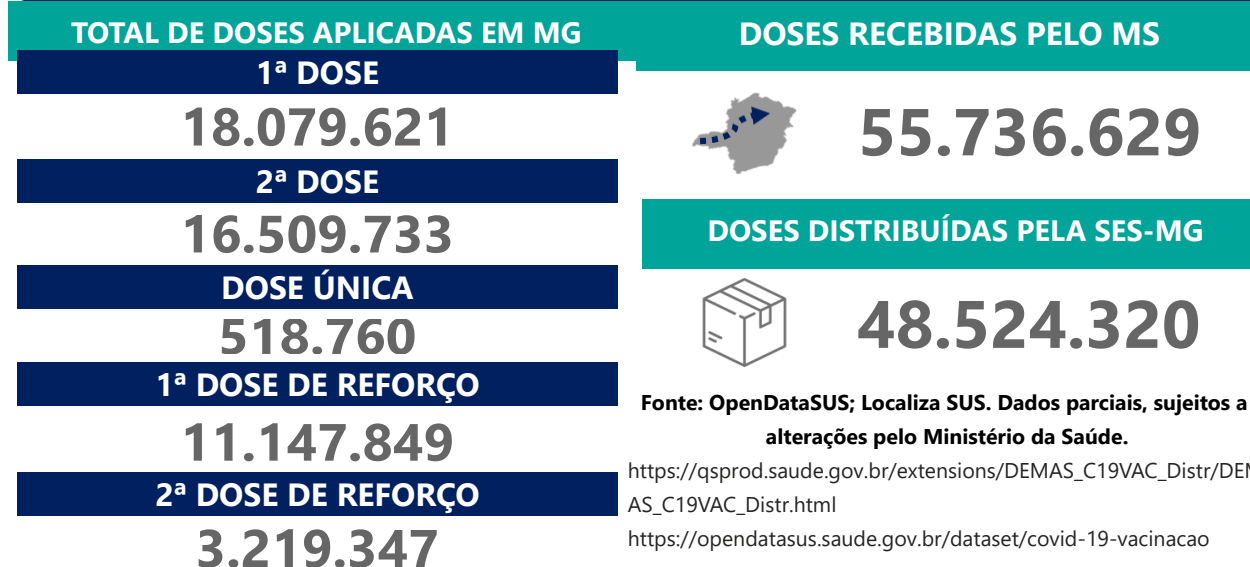 TOTAL DE DOSES APLICADAS EM MG
1ª DOSE
18.079.621
2ª DOSE
16.509.733
DOSE ÚNICA
518.760
1ª DOSE DE REFORÇO
11.147.849
2ª DOSE DE REFORÇO
3.219.347
DOSES RECEBIDAS PELO MS
55.736.629
DOSES DISTRIBUÍDAS PELA SES-MG
48.524.320
Fonte: OpenDataSUS; Localiza SUS. Dados parciais, sujeitos a
alterações pelo Ministério da Saúde.
https://qsprod.saude.gov.br/extensions/DEMAS_C19VAC_Distr/DEM
AS_C19VAC_Distr.html
https://opendatasus.saude.gov.br/dataset/covid-19-vacinacao